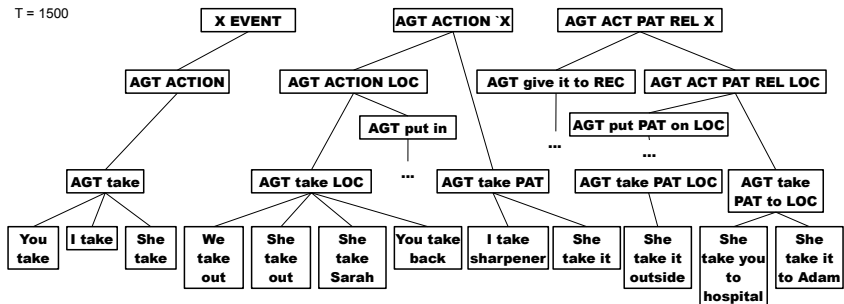 T = 1500
X EVENT
AGT ACTION `X
AGT ACT PAT REL X
AGT ACTION
AGT ACTION LOC
AGT give it to REC
AGT ACT PAT REL LOC
AGT put in
AGT put PAT on LOC
...
...
...
AGT take
AGT take LOC
AGT take PAT
AGT take PAT LOC
AGT take
PAT to LOC
You
take
I take
She
take
We
take
out
She
take
out
She
take
Sarah
You take
back
I take
sharpener
She
take it
She
take it
outside
She
take you
to
hospital
She
take it
to Adam